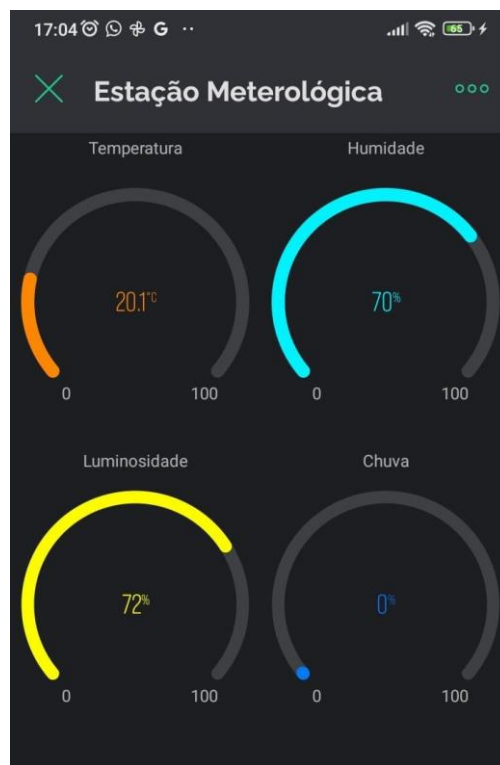 17:04 G
65
Estação Meterológica
Temperatura Humidade
20.1°C 70%
0 100 0 100
Luminosidade Chuva
72% 0%
0 100 0 100